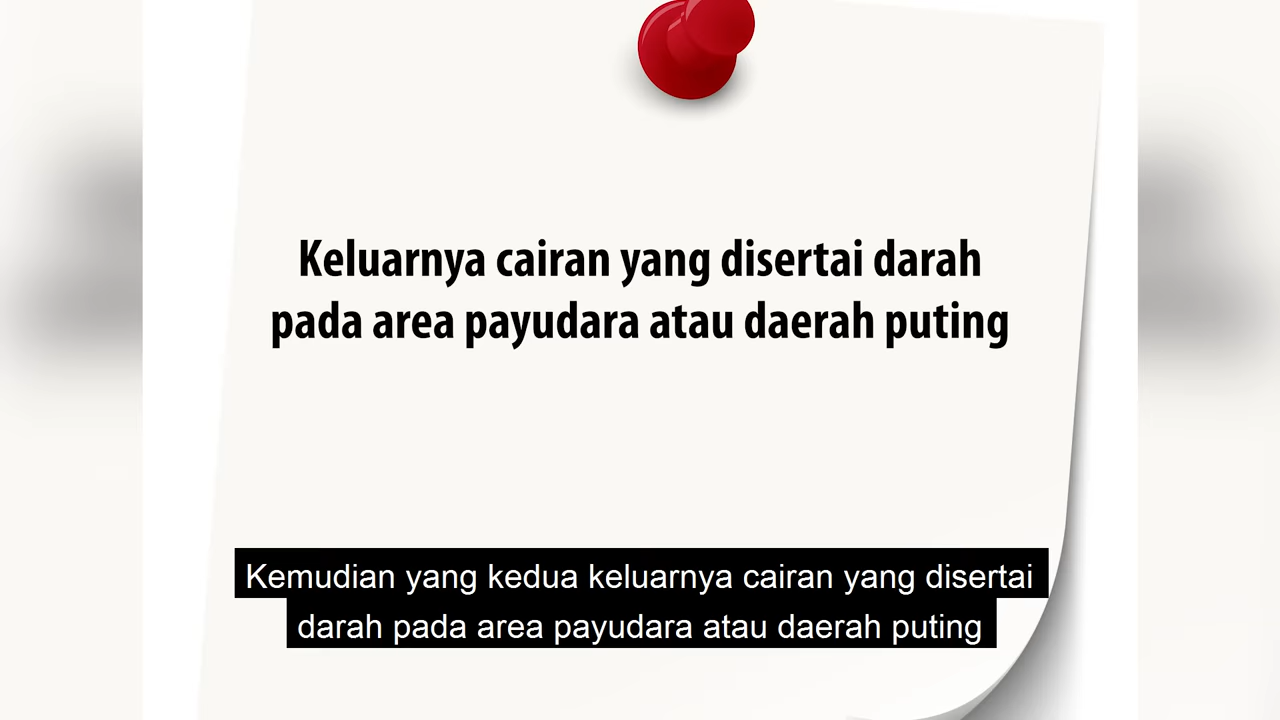 Keluarnya cairan yang disertai darah
pada area payudara atau daerah puting
Kemudian yang kedua keluarnya cairan yang disertai
darah pada area payudara atau daerah puting